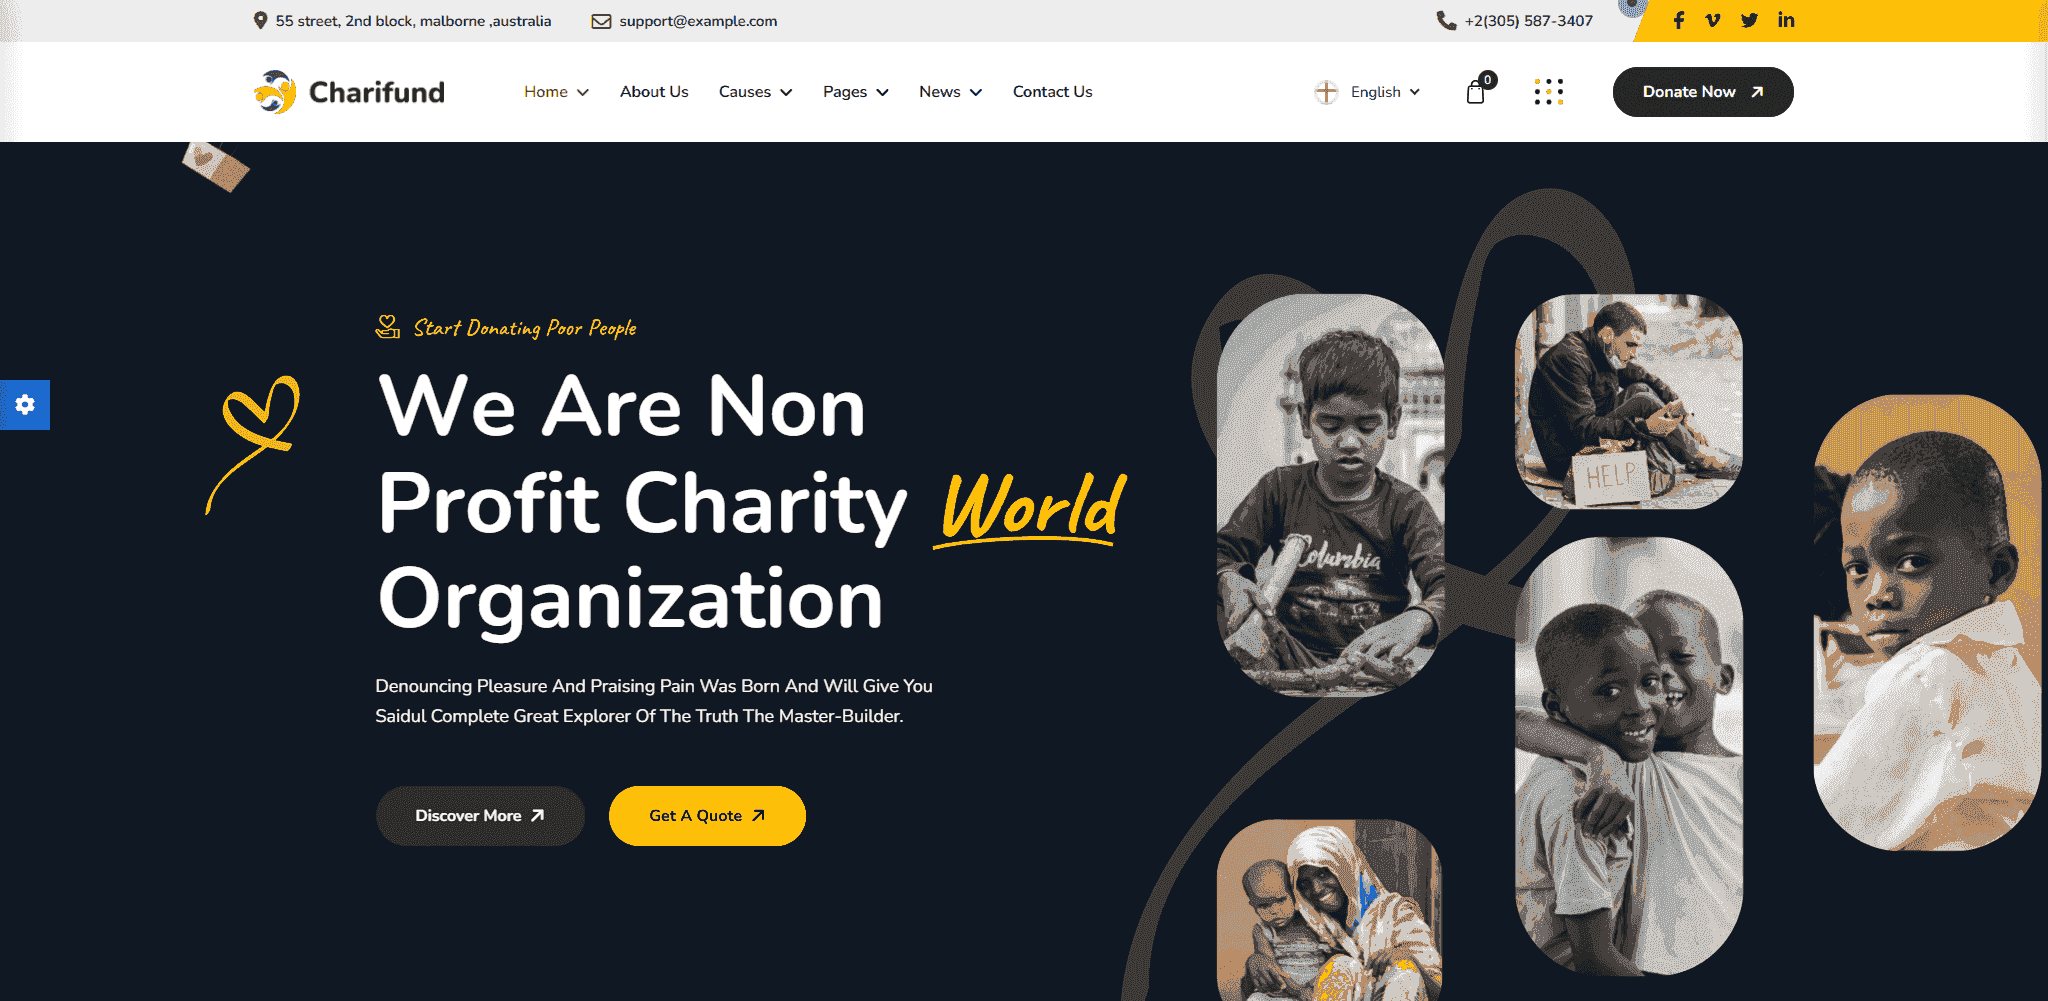 55 street, 2nd block, malborne ,australia
support@example.com
+2(305) 587-3407
Charifund
Home
About Us
Causes
Pages
News
Contact Us
English
0
Donate Now
Start Donating Poor People
We Are Non
Profit Charity World
Organization
Denouncing Pleasure And Praising Pain Was Born And Will Give You
Saidul Complete Great Explorer Of The Truth The Master-Builder.
Discover More
Get A Quote
Columbia
HELP